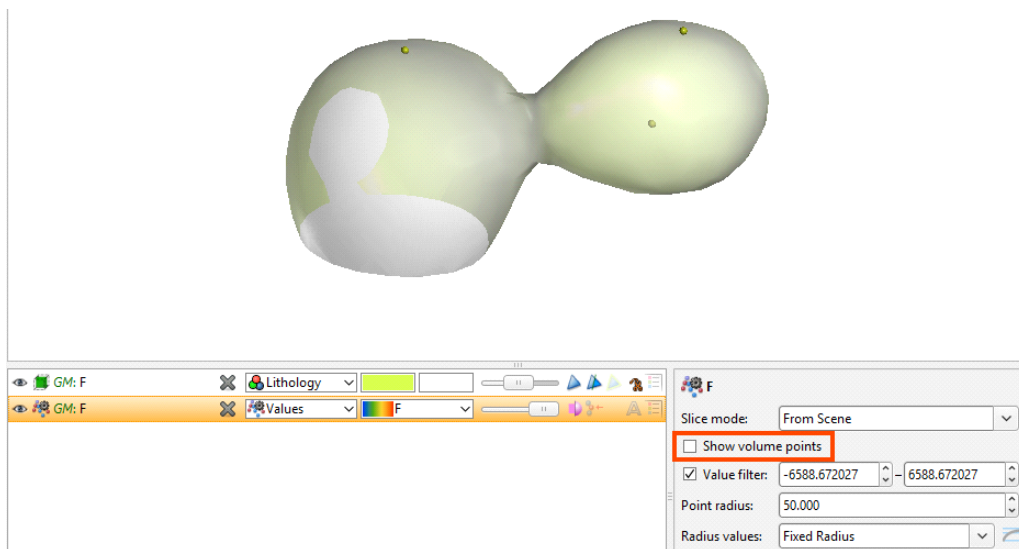 GM: F Lithology
GM: F Values F
F
Slice mode: From Scene
Show volume points
Value filter: -6588.672027 – 6588.672027
Point radius: 50.000
Radius values: Fixed Radius